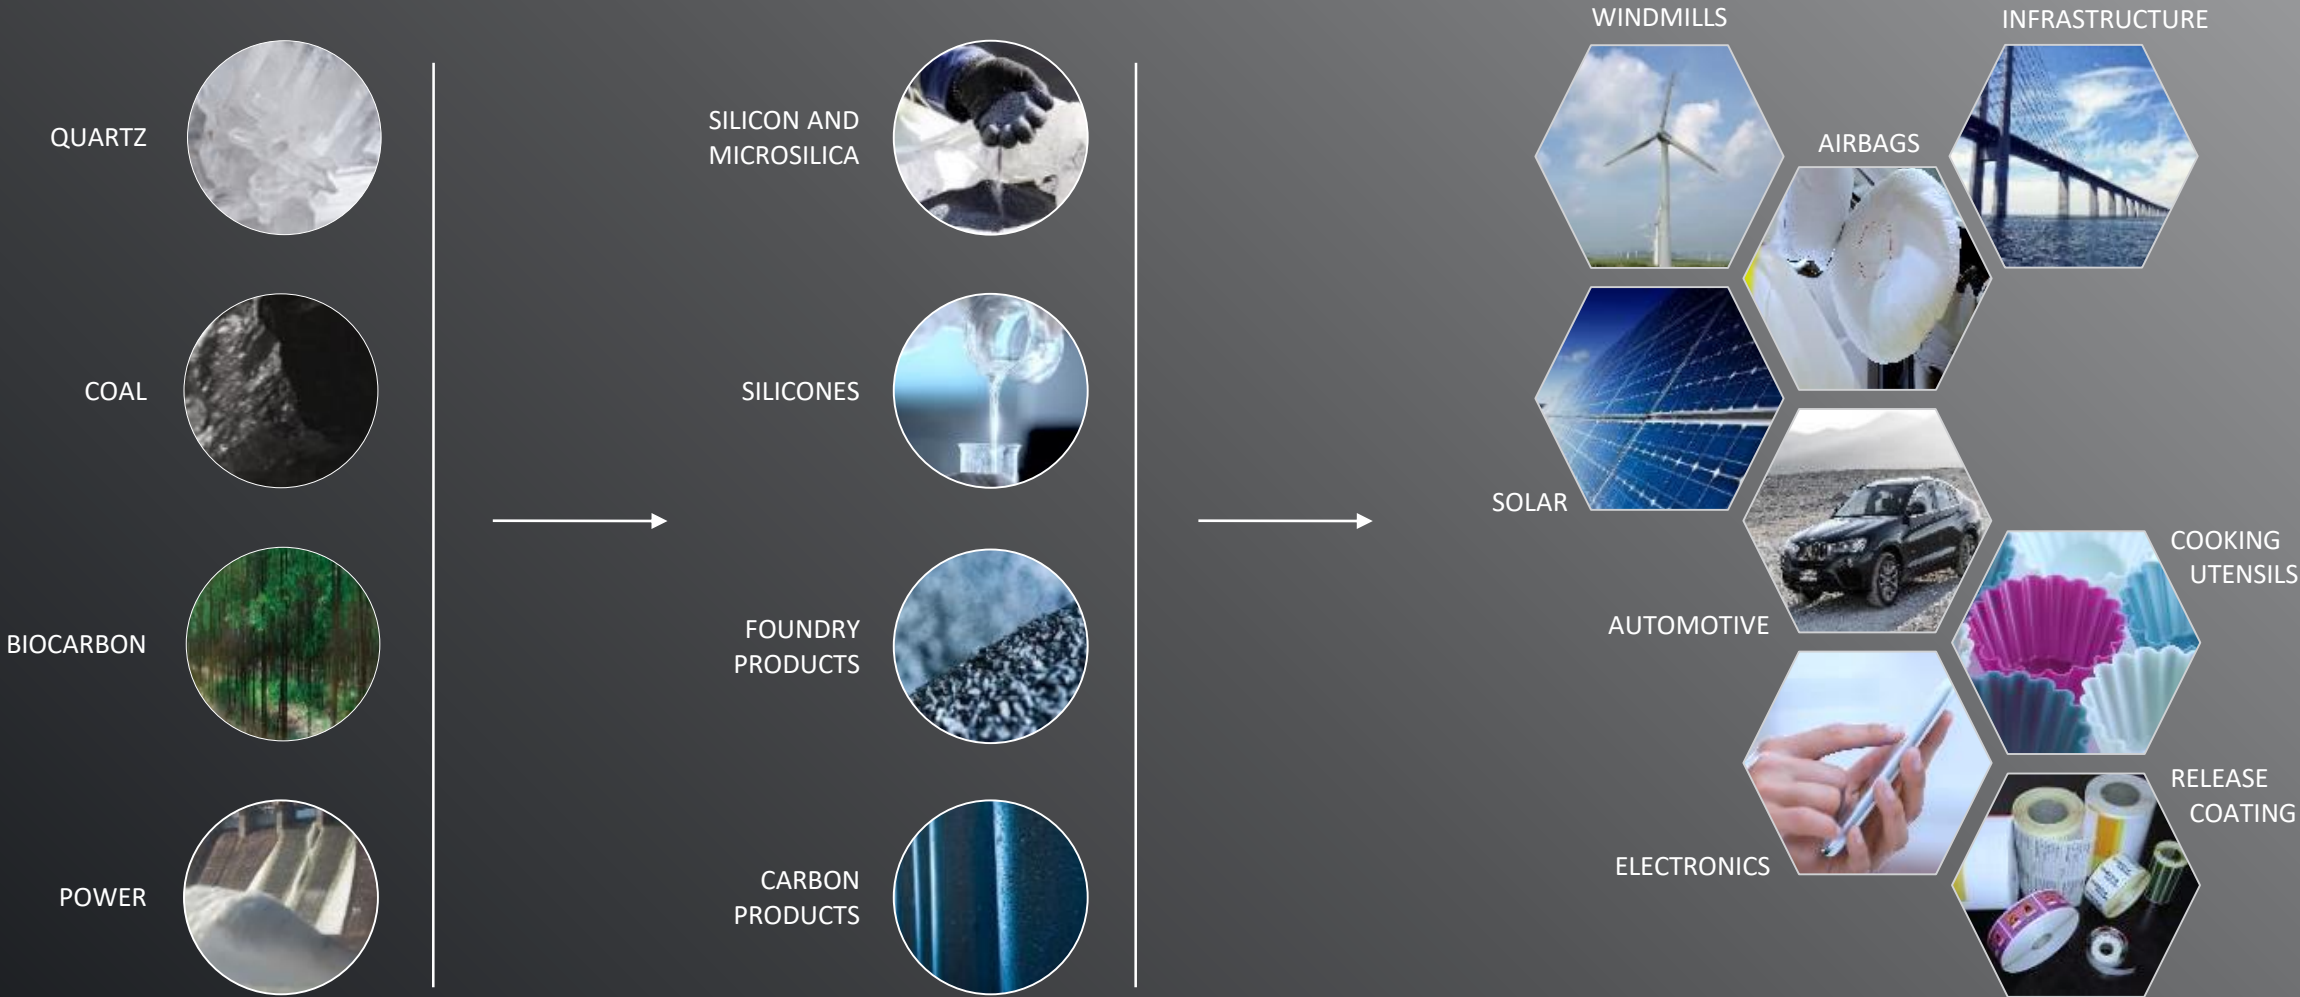 QUARTZ
COAL
BIOCARBON
POWER
SILICON AND
MICROSILICA
SILICONES
FOUNDRY
PRODUCTS
CARBON
PRODUCTS
WINDMILLS
INFRASTRUCTURE
AIRBAGS
SOLAR
AUTOMOTIVE
COOKING
UTENSILS
ELECTRONICS
RELEASE
COATING